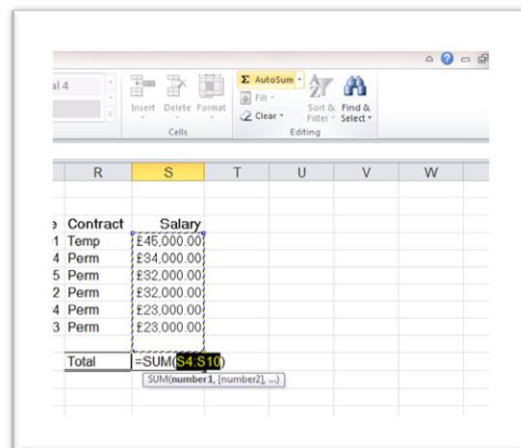 al 4
Insert Delete Format
Cells
Σ AutoSum
Fill
Clear
Sort & Filter
Find & Select
Editing
R S T U V W
e Contract Salary
1 Temp £45,000.00
4 Perm £34,000.00
5 Perm £32,000.00
2 Perm £32,000.00
4 Perm £23,000.00
3 Perm £23,000.00
Total =SUM(S4:S10)
SUM(number1, [number2], ...)